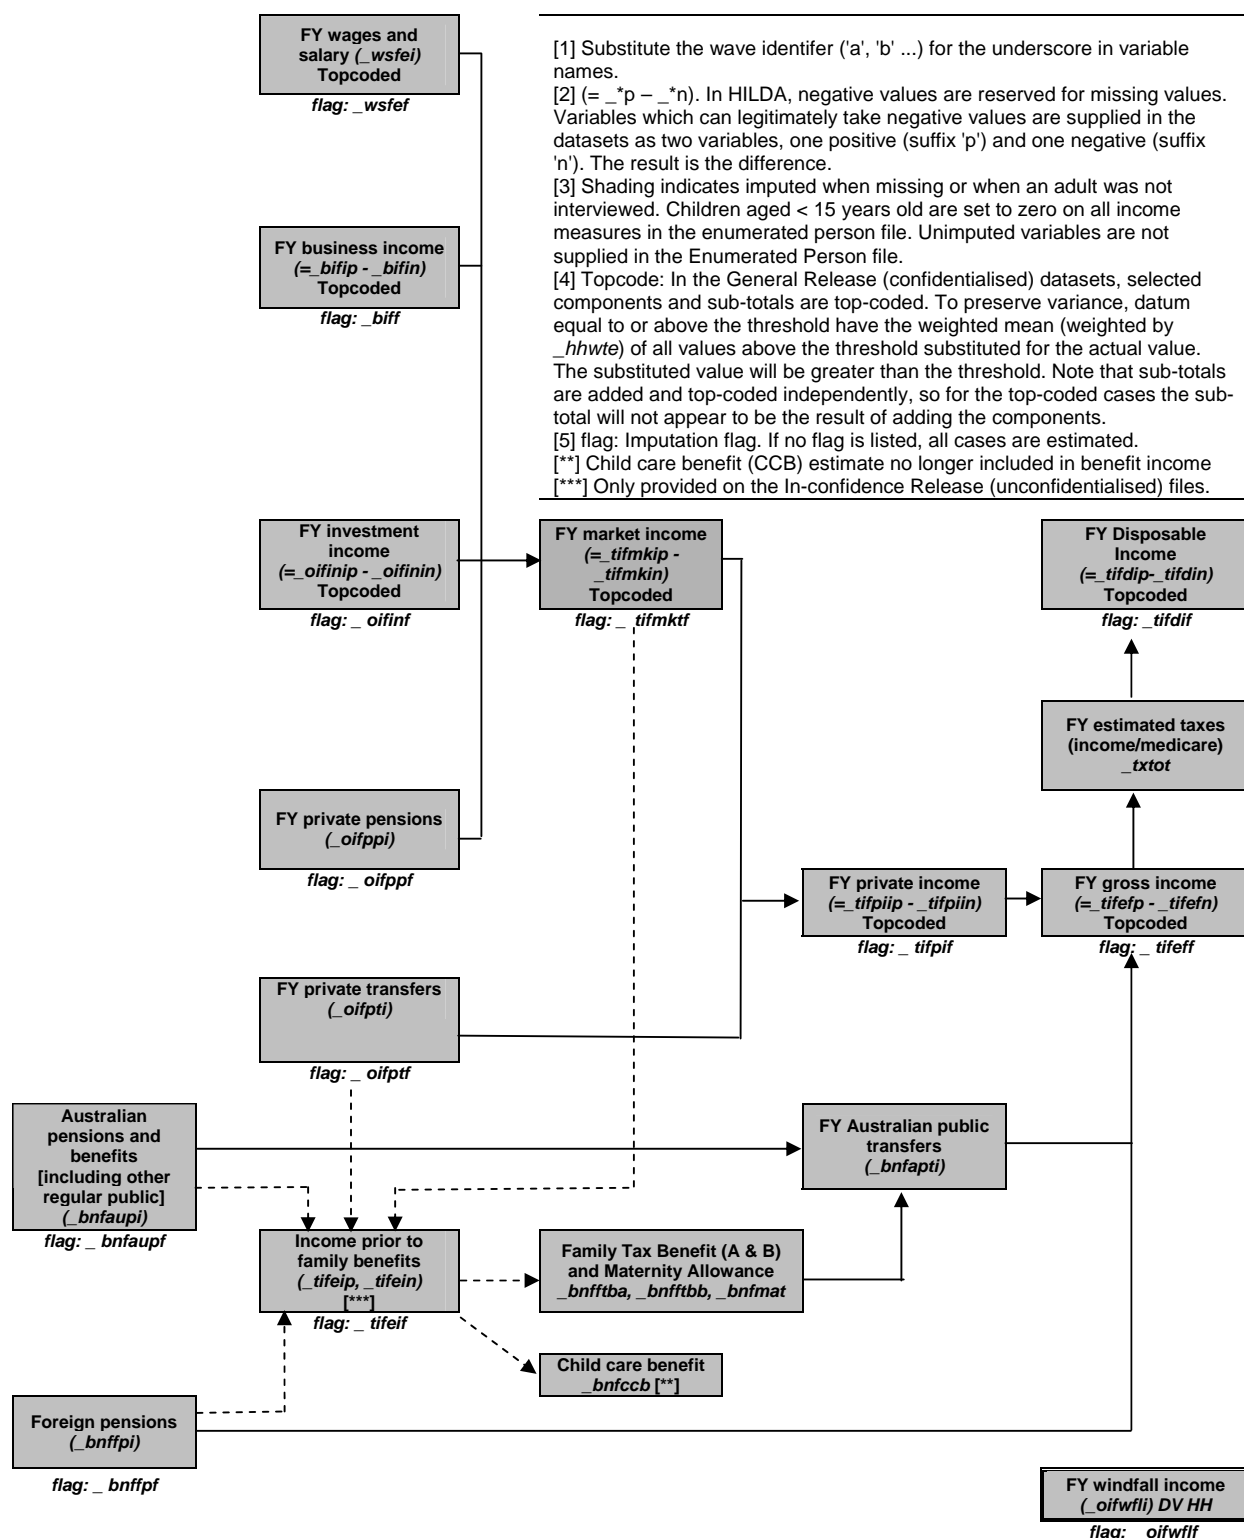 FY wages and
salary (_wsfei)
Topcoded
flag: _wsfef
[1] Substitute the wave identifer ('a', 'b' ...) for the underscore in variable
names.
[2] (= _*p – _*n). In HILDA, negative values are reserved for missing values.
Variables which can legitimately take negative values are supplied in the
datasets as two variables, one positive (suffix 'p') and one negative (suffix
'n'). The result is the difference.
[3] Shading indicates imputed when missing or when an adult was not
interviewed. Children aged < 15 years old are set to zero on all income
measures in the enumerated person file. Unimputed variables are not
supplied in the Enumerated Person file.
[4] Topcode: In the General Release (confidentialised) datasets, selected
components and sub-totals are top-coded. To preserve variance, datum
equal to or above the threshold have the weighted mean (weighted by
_hhwte) of all values above the threshold substituted for the actual value.
The substituted value will be greater than the threshold. Note that sub-totals
are added and top-coded independently, so for the top-coded cases the sub-
total will not appear to be the result of adding the components.
[5] flag: Imputation flag. If no flag is listed, all cases are estimated.
[**] Child care benefit (CCB) estimate no longer included in benefit income
[***] Only provided on the In-confidence Release (unconfidentialised) files.
FY business income
(=_bifip - _bifin)
Topcoded
flag: _biff
FY investment
income
(=_oifinip - _oifinin)
Topcoded
flag: _ oifinf
FY market income
(=_tifmkip -
_tifmkin)
Topcoded
flag: _ tifmktf
FY Disposable
Income
(=_tifdip-_tifdin)
Topcoded
flag: _tifdif
FY estimated taxes
(income/medicare)
_txtot
FY private pensions
(_oifppi)
flag: _ oifppf
FY private income
(=_tifpiip - _tifpiin)
Topcoded
flag: _ tifpif
FY gross income
(=_tifefp - _tifefn)
Topcoded
flag: _ tifeff
FY private transfers
(_oifpti)
flag: _ oifptf
Australian
pensions and
benefits
[including other
regular public]
(_bnfaupi)
flag: _ bnfaupf
FY Australian public
transfers
(_bnfapti)
Income prior to
family benefits
(_tifeip, _tifein)
[***]
flag: _ tifeif
Family Tax Benefit (A & B)
and Maternity Allowance
_bnfftba, _bnfftbb, _bnfmat
Child care benefit
_bnfccb [**]
Foreign pensions
(_bnffpi)
flag: _ bnffpf
FY windfall income
(_oifwfli) DV HH
flag: _ oifwflf